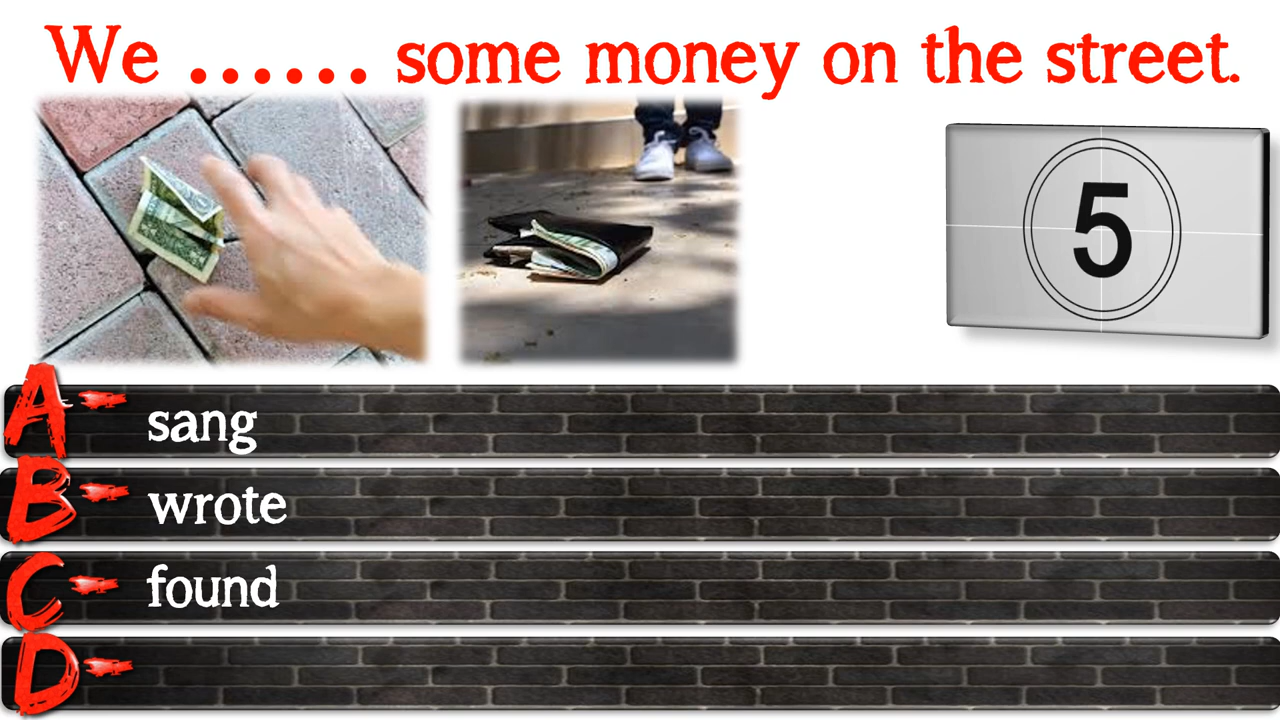 We ...... some money on the street.
5
A- sang
B- wrote
C- found
D-